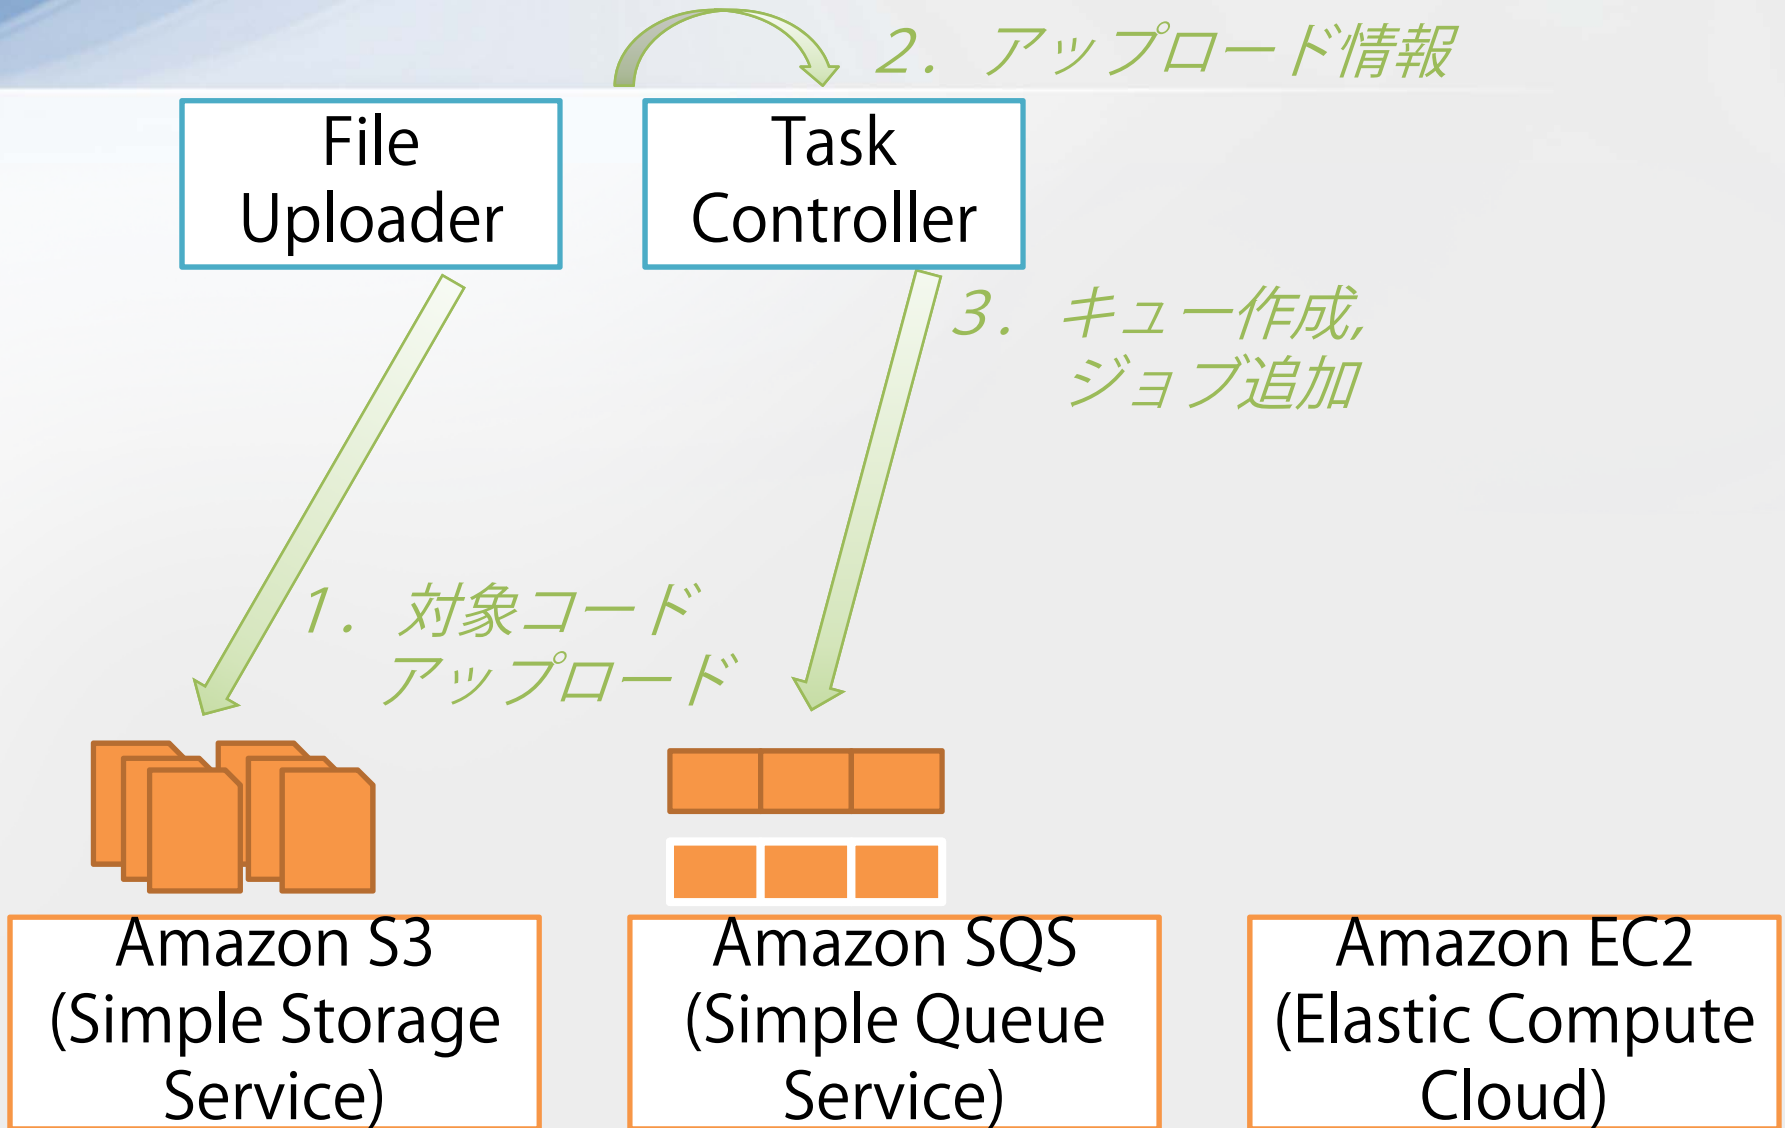 2. アップロード情報
File
Uploader
Task
Controller
3. キュー作成,
ジョブ追加
1. 対象コード
アップロード
Amazon S3
(Simple Storage
Service)
Amazon SQS
(Simple Queue
Service)
Amazon EC2
(Elastic Compute
Cloud)